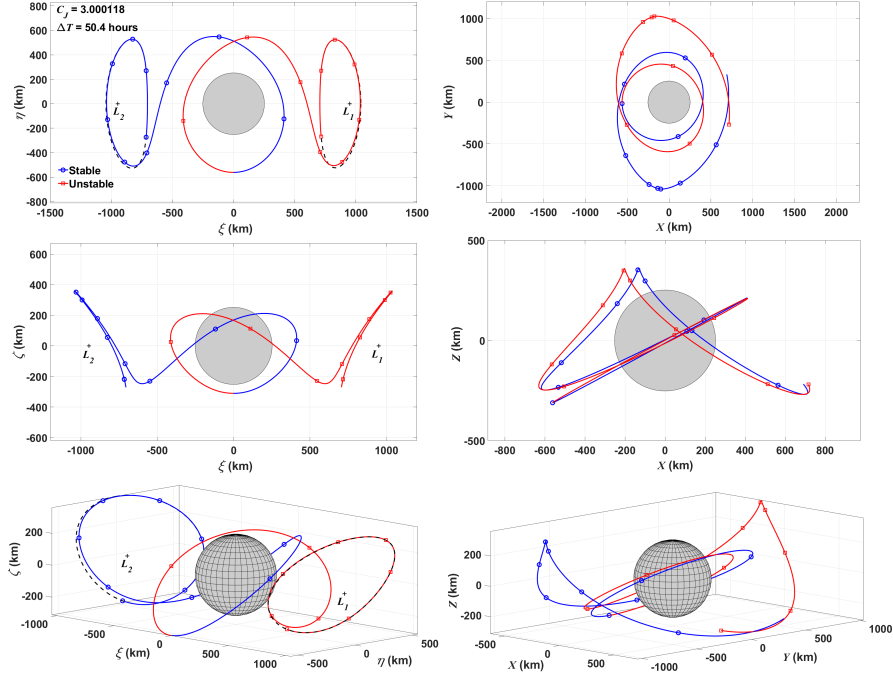 C_J = 3.000118
ΔT = 50.4 hours
800
600
400
200
0
-200
-400
-600
-800
η (km)
L_2
L_1
Stable
Unstable
-1500 -1000 -500 0 500 1000 1500
ξ (km)
1000
500
0
-500
-1000
Y (km)
-2000 -1500 -1000 -500 0 500 1000 1500 2000
X (km)
600
400
200
0
-200
-400
-600
ζ (km)
L_2
L_1
-1000 -500 0 500 1000
ξ (km)
500
0
-500
Z (km)
-800 -600 -400 -200 0 200 400 600 800
X (km)
200
0
-200
ζ (km)
L_2
L_1
-1000 -500 0 500 1000
ξ (km)
-500 0 500
η (km)
200
0
-200
Z (km)
-500 0 500
X (km)
-1000 -500 0 500 1000
Y (km)